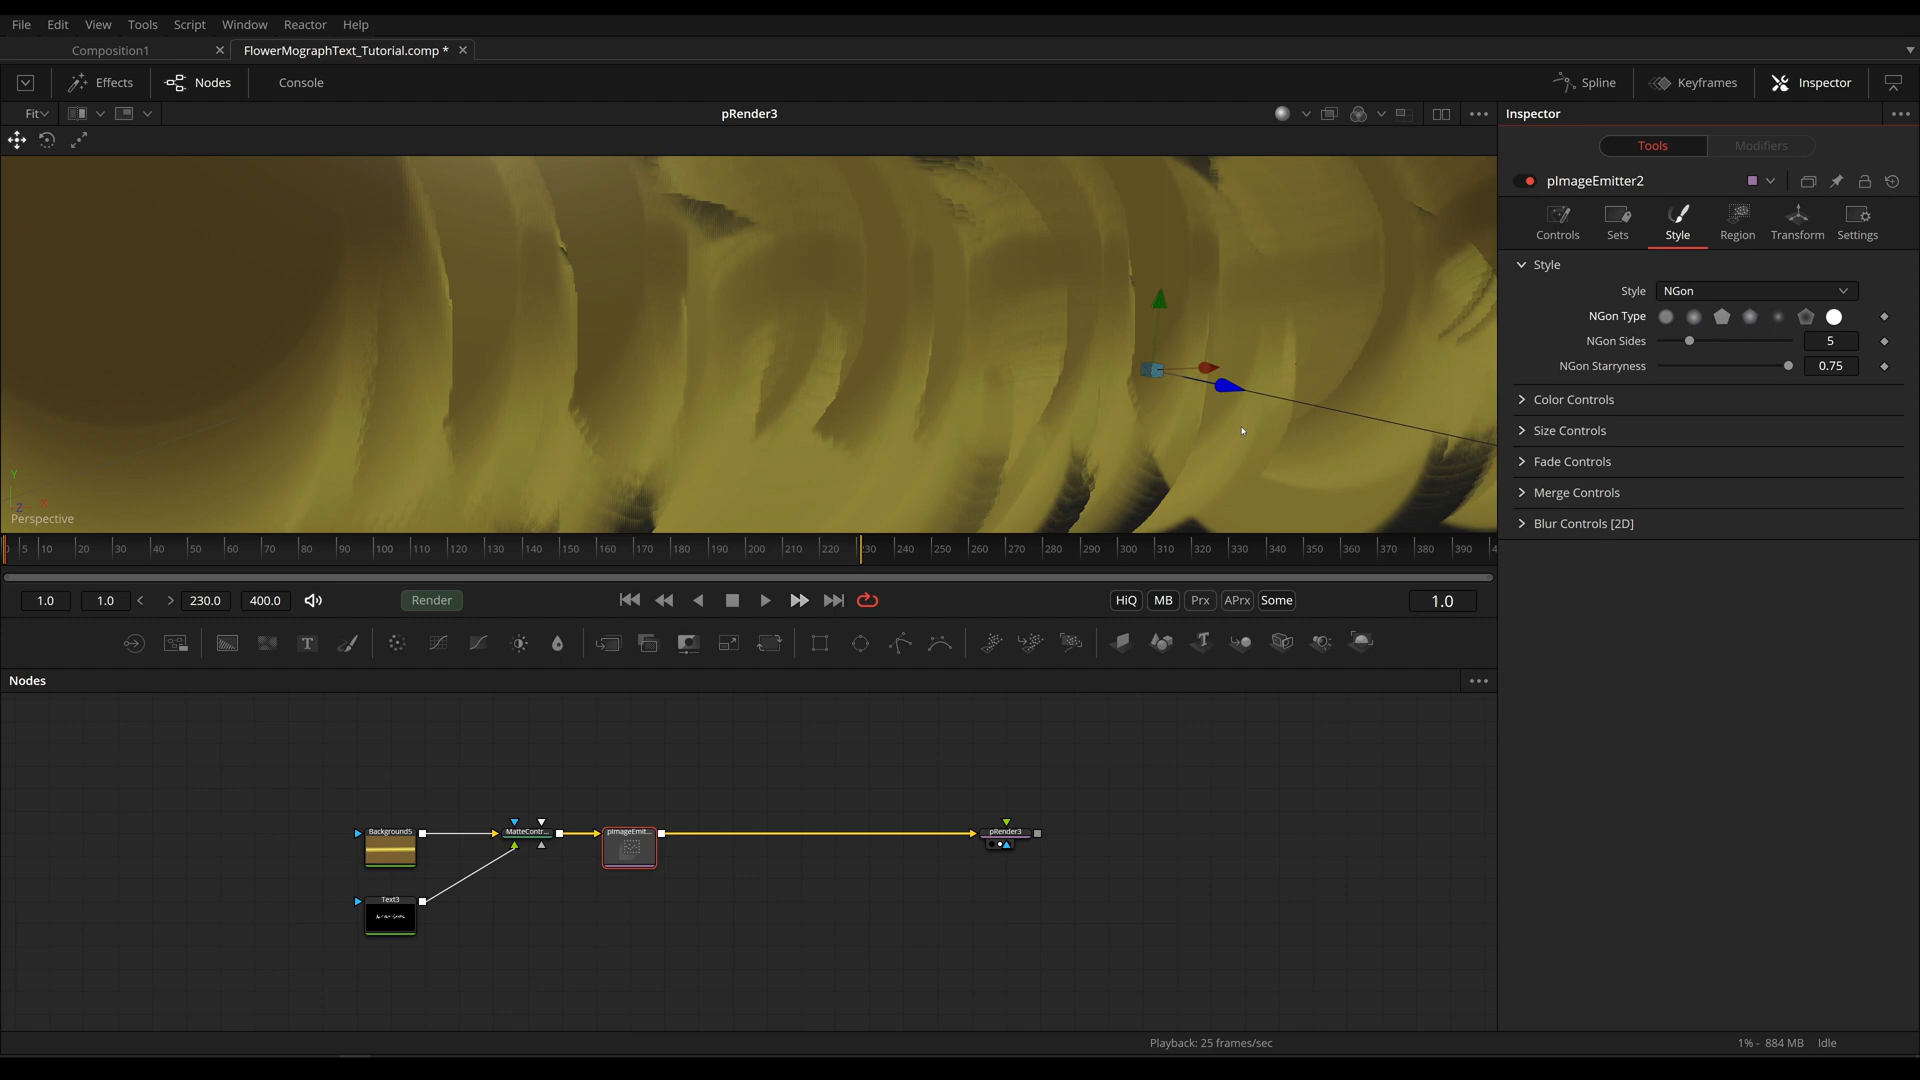 File Edit View Tools Script Window Reactor Help
Composition1 FlowerMographText_Tutorial.comp *
Effects Nodes Console Spline Keyframes Inspector
Fit pRender3 Inspector
Tools Modifiers
pImageEmitter2
Controls Sets Style Region Transform Settings
Style
Style NGon
NGon Type
NGon Sides 5
NGon Starryness 0.75
Color Controls
Size Controls
Fade Controls
Merge Controls
Blur Controls [2D]
Y
Z X
Perspective
5 10 20 30 40 50 60 70 80 90 100 110 120 130 140 150 160 170 180 190 200 210 220 230 240 250 260 270 280 290 300 310 320 330 340 350 360 370 380 390
1.0 1.0 < > 230.0 400.0 Render HiQ MB Prx APrx Some 1.0
Nodes
Background5 MatteContr... pImageEmit... pRender3
Text3
Playback: 25 frames/sec 1% - 884 MB Idle